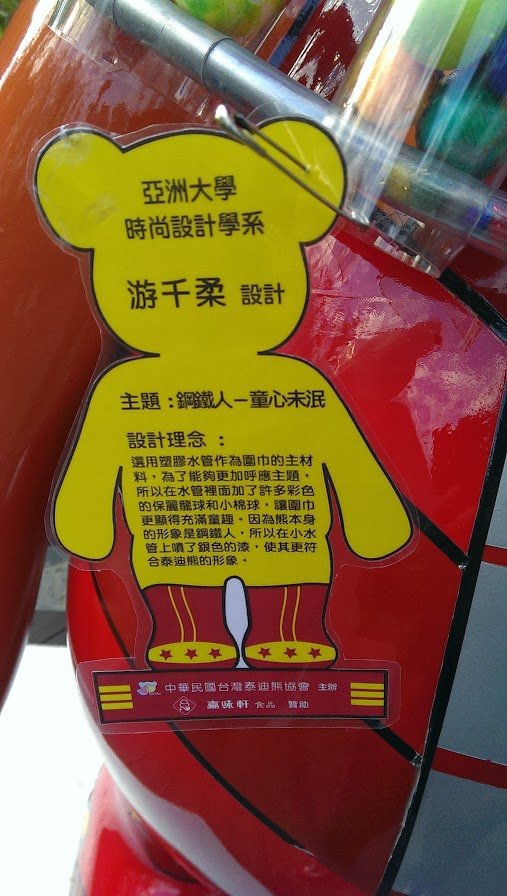 亞洲大學
時尚設計學系
游千柔 設計
主題：鋼鐵人－童心未泯
設計理念：
選用塑膠水管作為圍巾的主材
料，為了能夠更加呼應主題，
所以在水管裡面加了許多彩色
的保麗龍球和小棉球，讓圍巾
更顯得充滿童趣。因為熊本身
的形象是鋼鐵人，所以在小水
管上噴了銀色的漆，使其更符
合泰迪熊的形象。
中華民國台灣泰迪熊協會 主辦
嘉味軒 食品 贊助